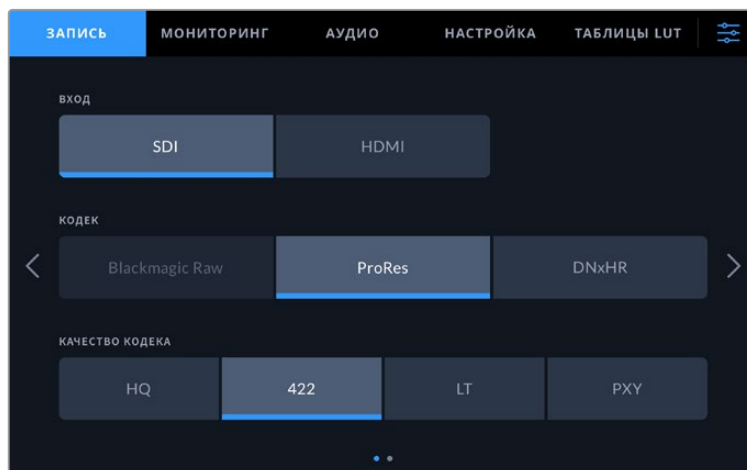 ЗАПИСЬ МОНИТОРИНГ АУДИО НАСТРОЙКА ТАБЛИЦЫ LUT
ВХОД
SDI HDMI
КОДЕК
Blackmagic Raw ProRes DNxHR
КАЧЕСТВО КОДЕКА
HQ 422 LT PXY